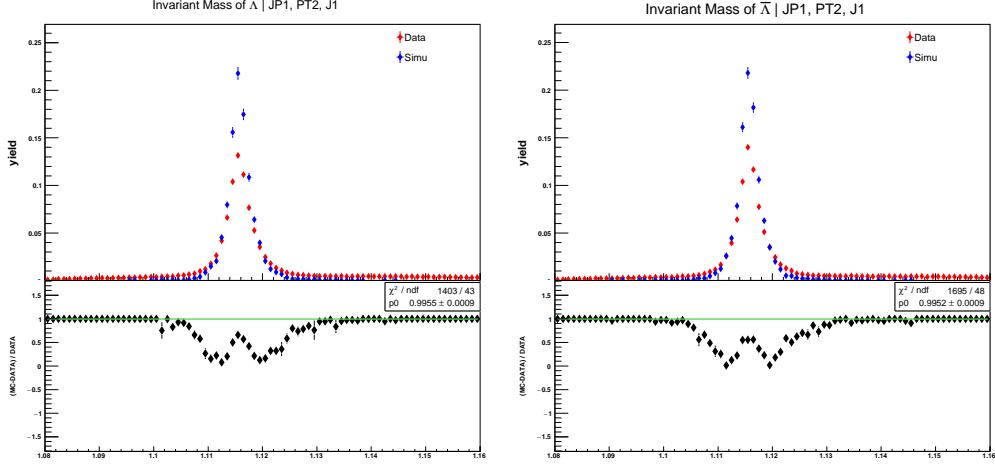 Invariant Mass of Λ | JP1, PT2, J1
yield
0.25
0.2
0.15
0.1
0.05
Data
Simu
(MC-DATA) / DATA
1.5
1
0.5
0
−0.5
−1
−1.5
χ² / ndf 1403 / 43
p0 0.9955 ± 0.0009
1.08 1.09 1.1 1.11 1.12 1.13 1.14 1.15 1.16
Invariant Mass of Λ̅ | JP1, PT2, J1
yield
0.25
0.2
0.15
0.1
0.05
Data
Simu
(MC-DATA) / DATA
1.5
1
0.5
0
−0.5
−1
−1.5
χ² / ndf 1695 / 48
p0 0.9952 ± 0.0009
1.08 1.09 1.1 1.11 1.12 1.13 1.14 1.15 1.16